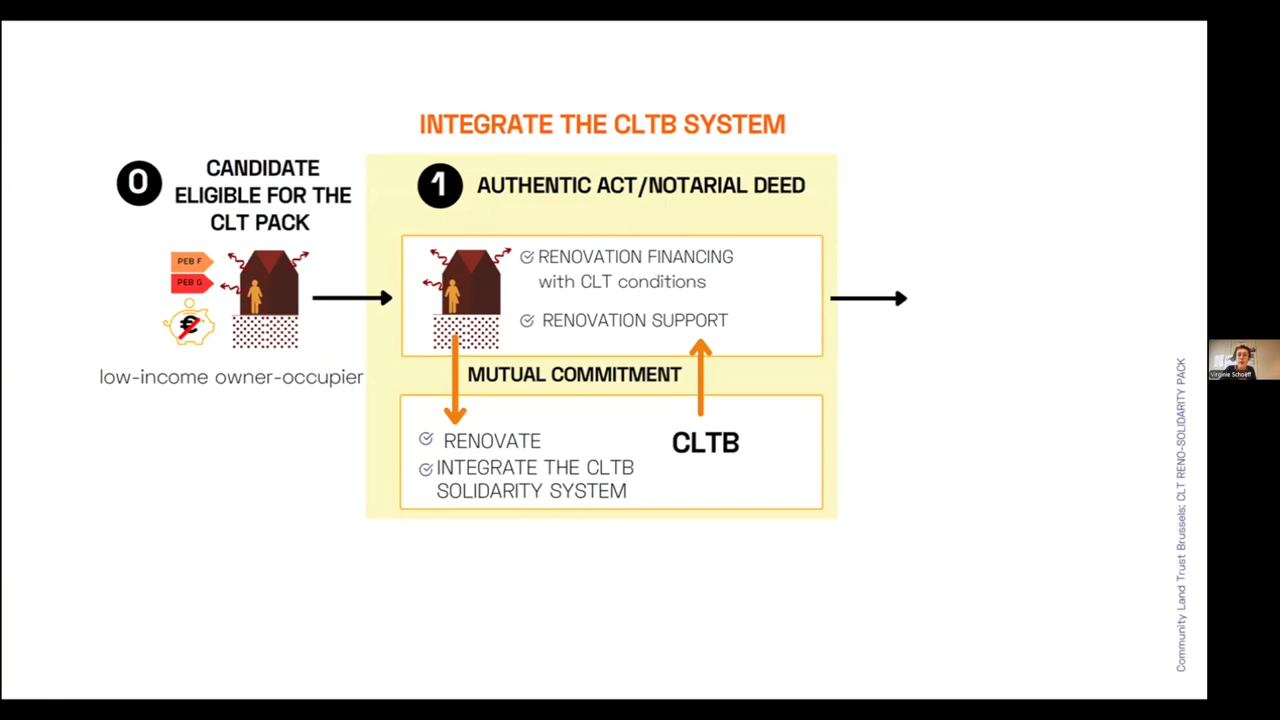 INTEGRATE THE CLTB SYSTEM
0
CANDIDATE
ELIGIBLE FOR THE
CLT PACK
PEB F
PEB G
€
low-income owner-occupier
1
AUTHENTIC ACT/NOTARIAL DEED
RENOVATION FINANCING
with CLT conditions
RENOVATION SUPPORT
MUTUAL COMMITMENT
RENOVATE
INTEGRATE THE CLTB
SOLIDARITY SYSTEM
CLTB
Community Land Trust Brussels: CLT RENO-SOLIDARITY PACK
Virginie Schoeff